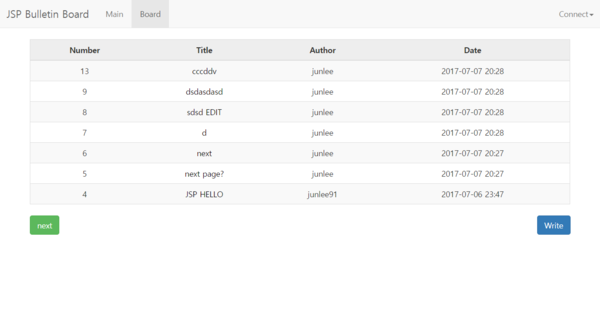 JSP Bulletin Board Main Board Connect
Number Title Author Date
13 cccddv junlee 2017-07-07 20:28
9 dsdasdasd junlee 2017-07-07 20:28
8 sdsd EDIT junlee 2017-07-07 20:28
7 d junlee 2017-07-07 20:28
6 next junlee 2017-07-07 20:27
5 next page? junlee 2017-07-07 20:27
4 JSP HELLO junlee91 2017-07-06 23:47
next Write